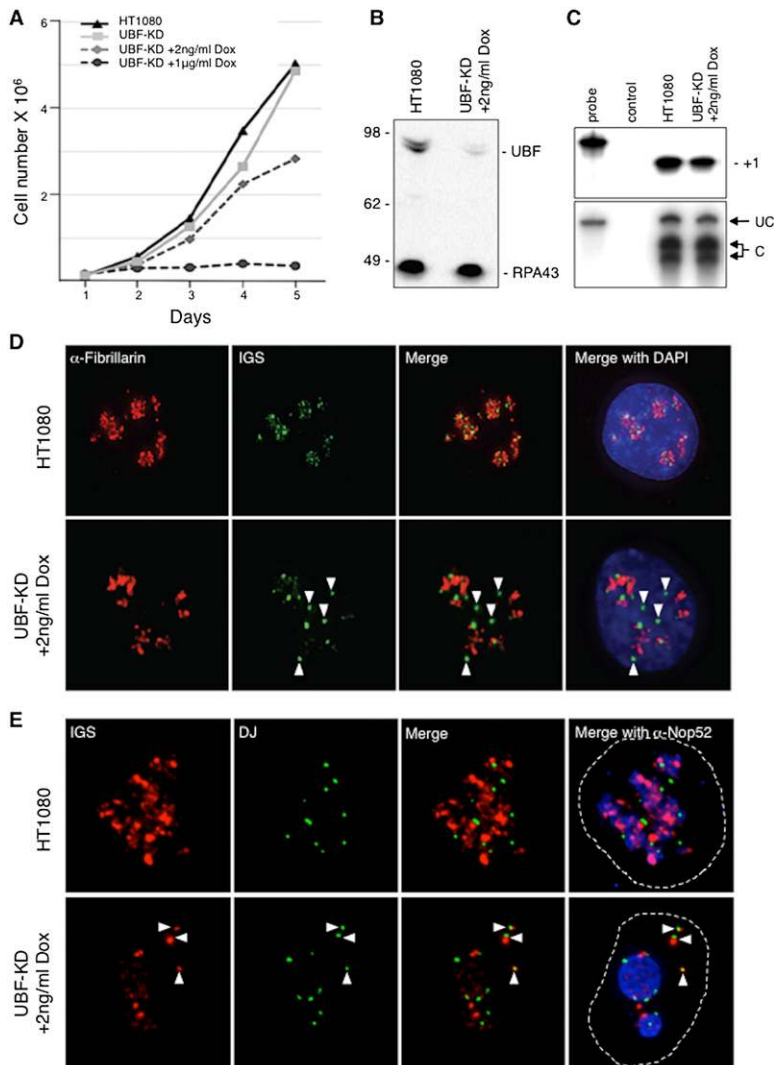 A
HT1080
UBF-KD
UBF-KD +2ng/ml Dox
UBF-KD +1µg/ml Dox
Cell number X 10⁶
6
4
2
1 2 3 4 5
Days
B
HT1080
UBF-KD
+2ng/ml Dox
98 -
62 -
49 -
- UBF
- RPA43
C
probe
control
HT1080
UBF-KD
+2ng/ml Dox
- +1
UC
C
D
α-Fibrillarin
IGS
Merge
Merge with DAPI
HT1080
UBF-KD
+2ng/ml Dox
E
IGS
DJ
Merge
Merge with α-Nop52
HT1080
UBF-KD
+2ng/ml Dox